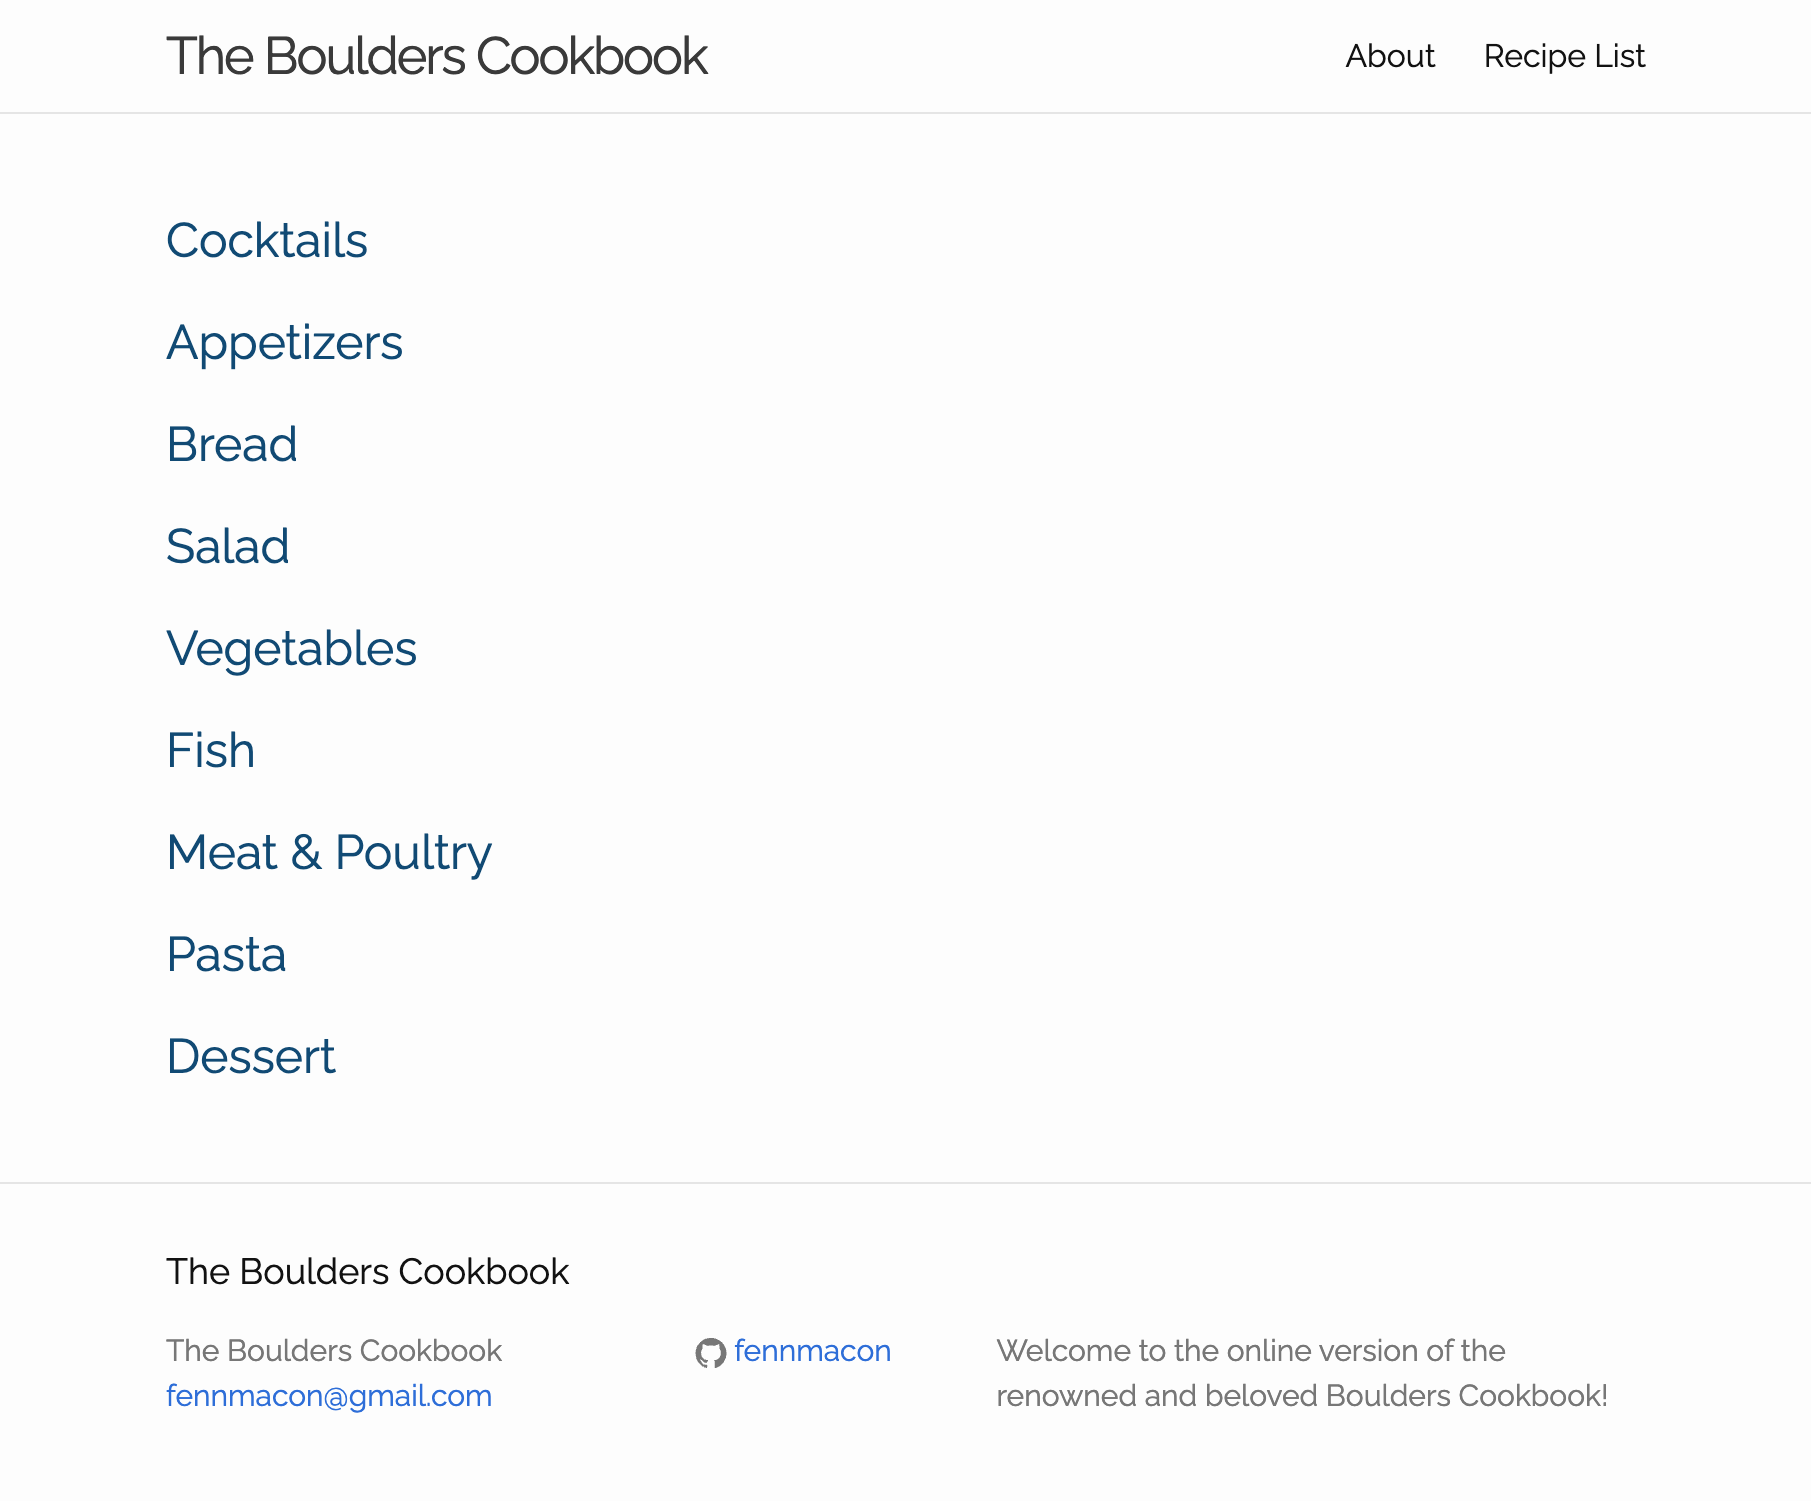 The Boulders Cookbook
About
Recipe List
Cocktails
Appetizers
Bread
Salad
Vegetables
Fish
Meat & Poultry
Pasta
Dessert
The Boulders Cookbook
The Boulders Cookbook
fennmacon@gmail.com
fennmacon
Welcome to the online version of the
renowned and beloved Boulders Cookbook!